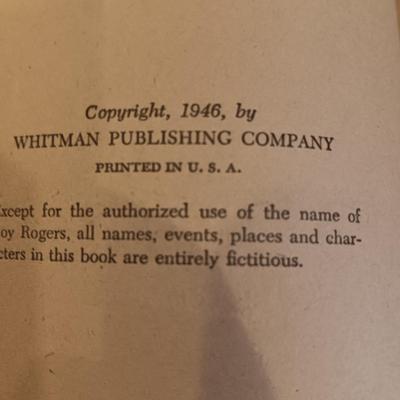 Copyright, 1946, by
WHITMAN PUBLISHING COMPANY
PRINTED IN U. S. A.
xcept for the authorized use of the name of
oy Rogers, all names, events, places and char-
cters in this book are entirely fictitious.